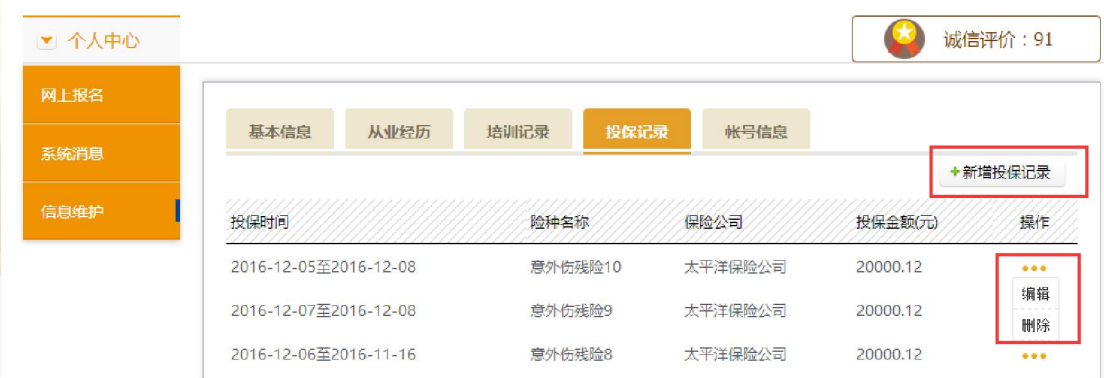 个人中心
诚信评价：91
网上报名
系统消息
信息维护
基本信息 从业经历 培训记录 投保记录 帐号信息
+新增投保记录
投保时间 险种名称 保险公司 投保金额(元) 操作
2016-12-05至2016-12-08 意外伤残险10 太平洋保险公司 20000.12
编辑
2016-12-07至2016-12-08 意外伤残险9 太平洋保险公司 20000.12
删除
2016-12-06至2016-11-16 意外伤残险8 太平洋保险公司 20000.12